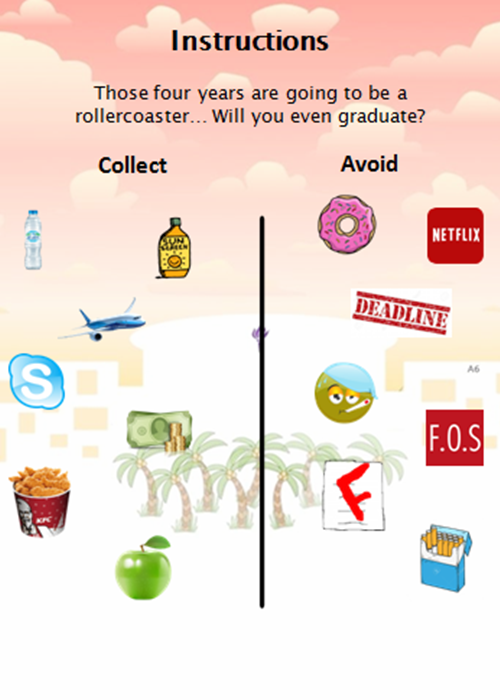 Instructions
Those four years are going to be a
rollercoaster... Will you even graduate?
Collect
Avoid
SUN
SCREEN
NETFLIX
DEADLINE
S
A6
F.O.S
KFC
F